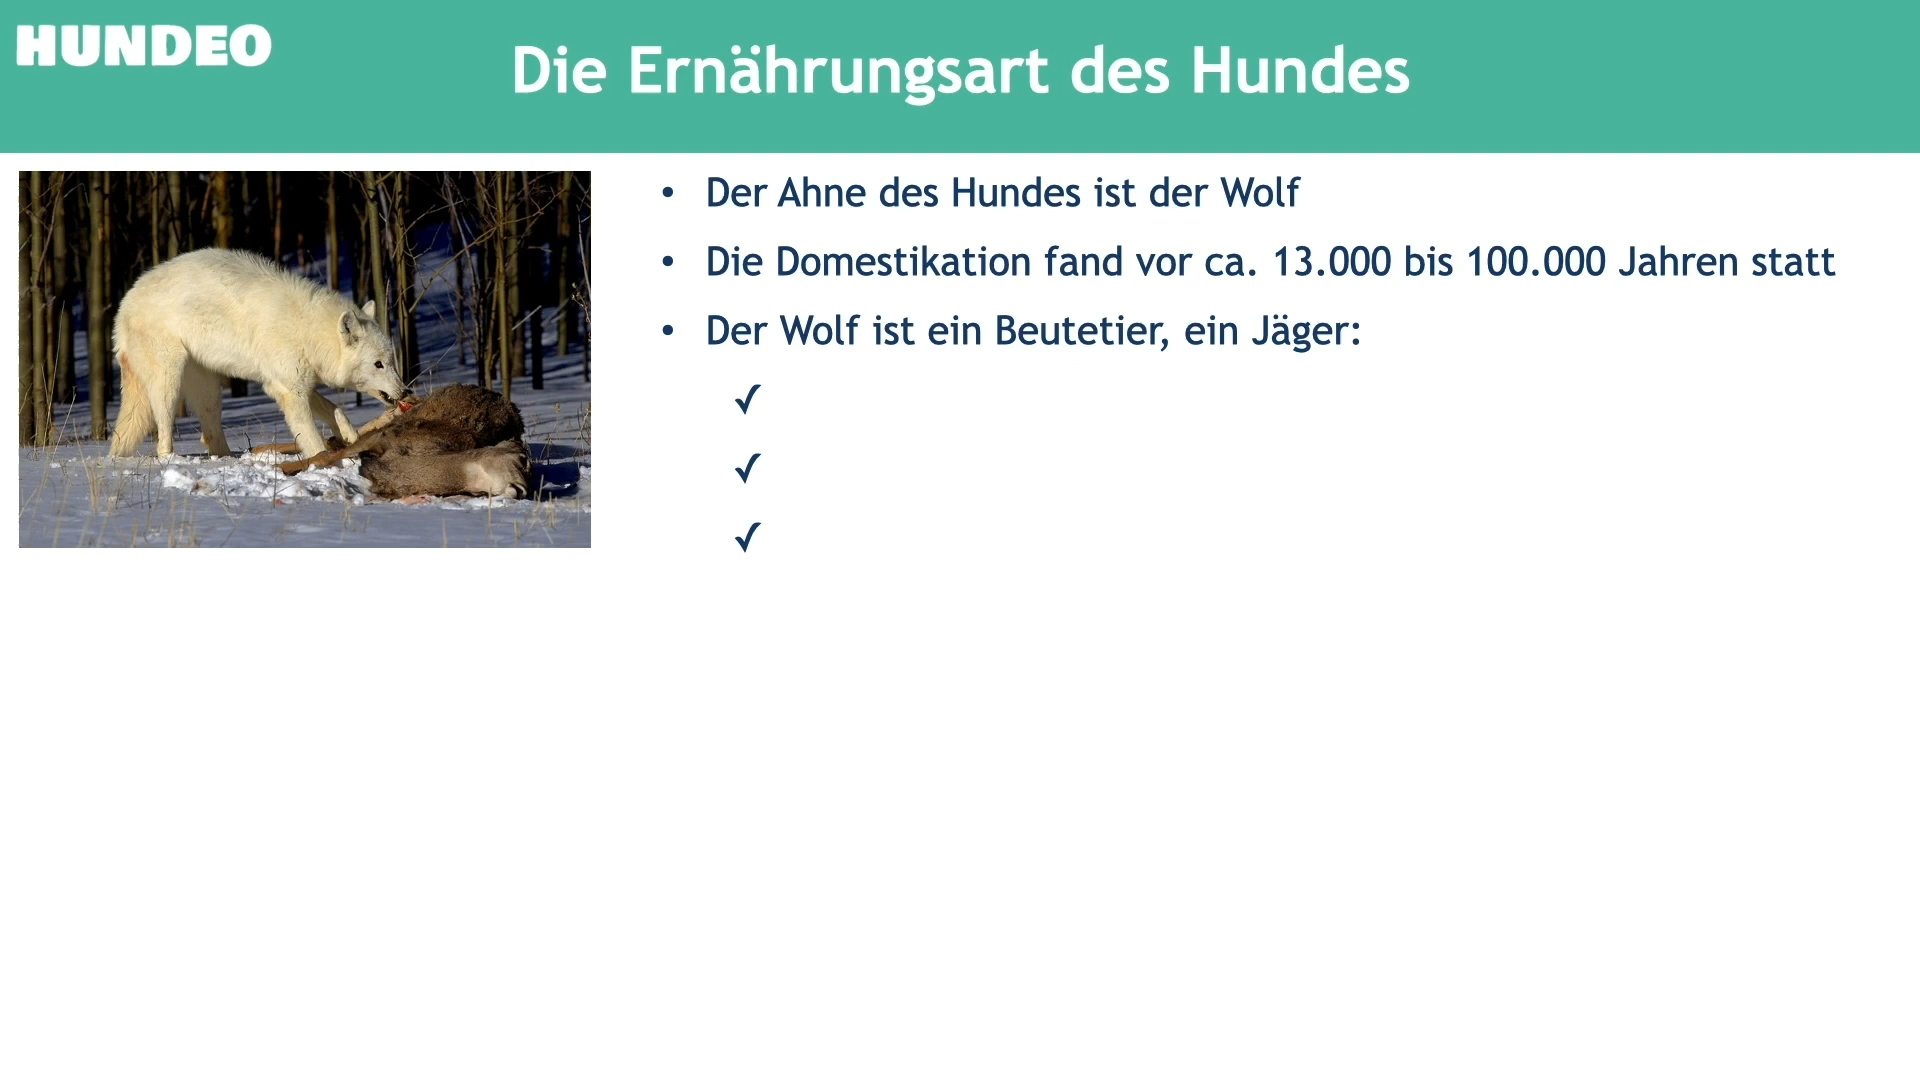 HUNDEO
Die Ernährungsart des Hundes
• Der Ahne des Hundes ist der Wolf
• Die Domestikation fand vor ca. 13.000 bis 100.000 Jahren statt
• Der Wolf ist ein Beutetier, ein Jäger:
✓
✓
✓